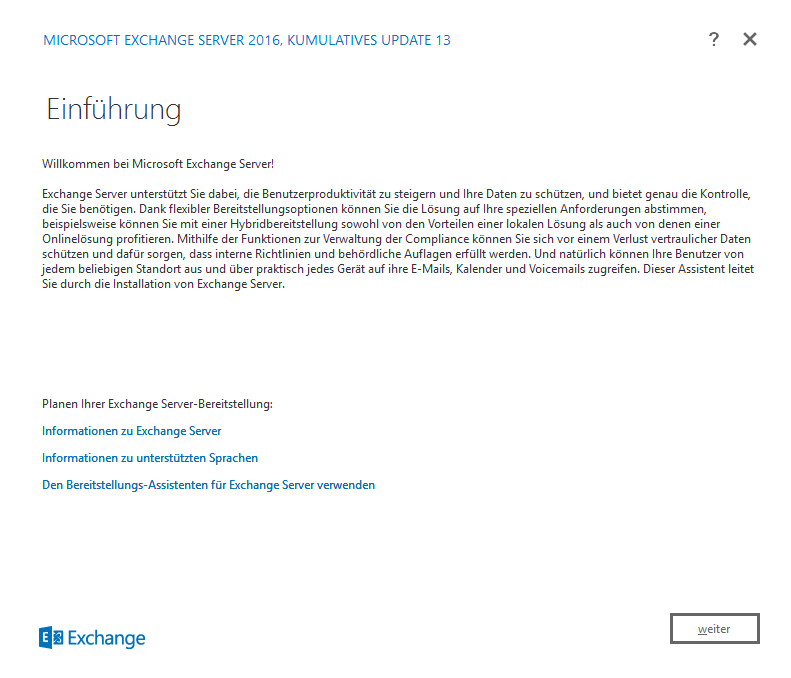 MICROSOFT EXCHANGE SERVER 2016, KUMULATIVES UPDATE 13
?
Einführung
Willkommen bei Microsoft Exchange Server!
Exchange Server unterstützt Sie dabei, die Benutzerproduktivität zu steigern und Ihre Daten zu schützen, und bietet genau die Kontrolle,
die Sie benötigen. Dank flexibler Bereitstellungsoptionen können Sie die Lösung auf Ihre speziellen Anforderungen abstimmen,
beispielsweise können Sie mit einer Hybridbereitstellung sowohl von den Vorteilen einer lokalen Lösung als auch von denen einer
Onlinelösung profitieren. Mithilfe der Funktionen zur Verwaltung der Compliance können Sie sich vor einem Verlust vertraulicher Daten
schützen und dafür sorgen, dass interne Richtlinien und behördliche Auflagen erfüllt werden. Und natürlich können Ihre Benutzer von
jedem beliebigen Standort aus und über praktisch jedes Gerät auf ihre E-Mails, Kalender und Voicemails zugreifen. Dieser Assistent leitet
Sie durch die Installation von Exchange Server.
Planen Ihrer Exchange Server-Bereitstellung:
Informationen zu Exchange Server
Informationen zu unterstützten Sprachen
Den Bereitstellungs-Assistenten für Exchange Server verwenden
E Exchange
weiter